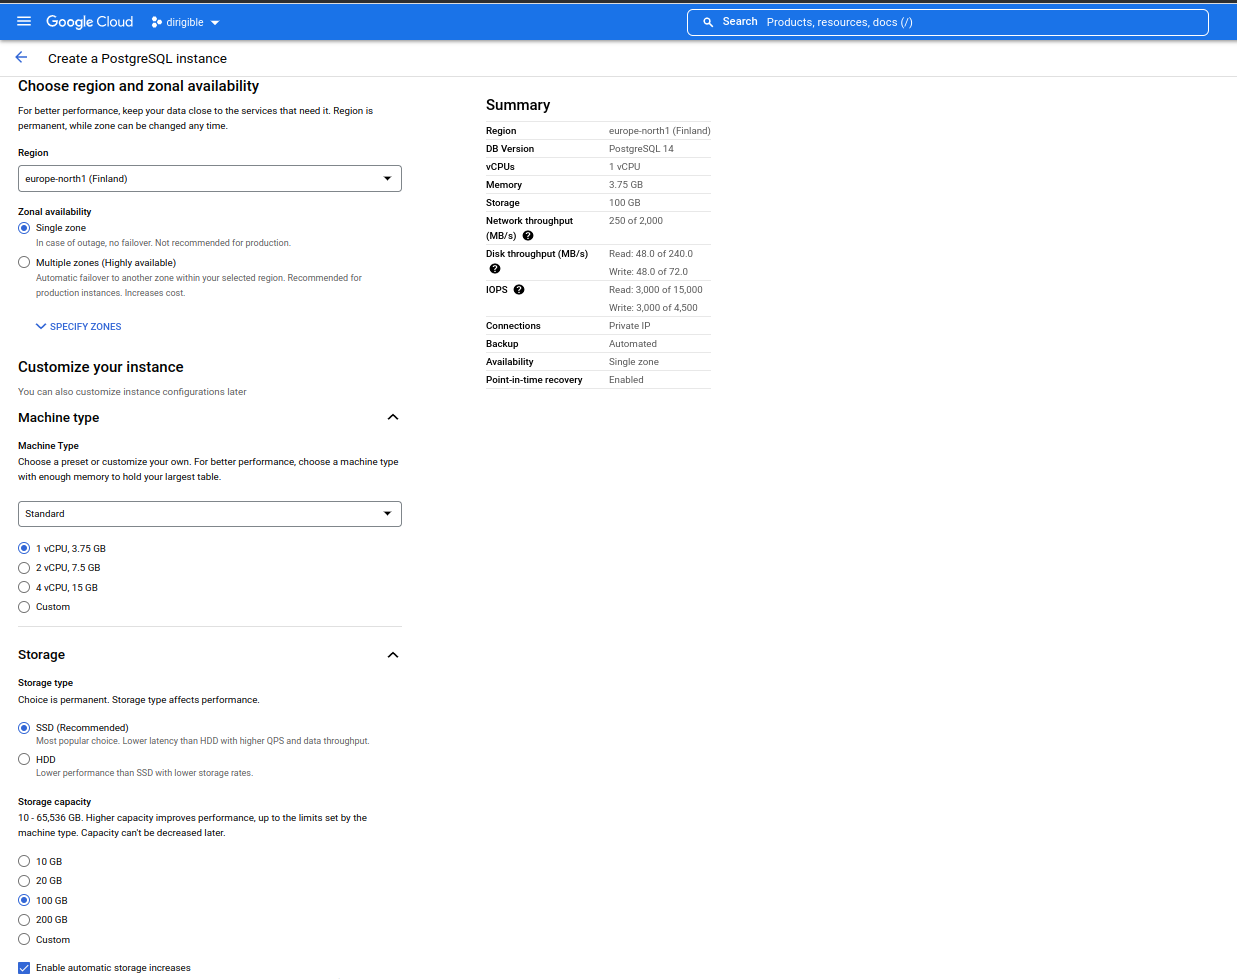 Google Cloud
dirigible
Search Products, resources, docs (/)
Create a PostgreSQL instance
Choose region and zonal availability
For better performance, keep your data close to the services that need it. Region is
permanent, while zone can be changed any time.
Region
europe-north1 (Finland)
Zonal availability
Single zone
In case of outage, no failover. Not recommended for production.
Multiple zones (Highly available)
Automatic failover to another zone within your selected region. Recommended for
production instances. Increases cost.
SPECIFY ZONES
Customize your instance
You can also customize instance configurations later
Machine type
Machine Type
Choose a preset or customize your own. For better performance, choose a machine type
with enough memory to hold your largest table.
Standard
1 vCPU, 3.75 GB
2 vCPU, 7.5 GB
4 vCPU, 15 GB
Custom
Storage
Storage type
Choice is permanent. Storage type affects performance.
SSD (Recommended)
Most popular choice. Lower latency than HDD with higher QPS and data throughput.
HDD
Lower performance than SSD with lower storage rates.
Storage capacity
10 - 65,536 GB. Higher capacity improves performance, up to the limits set by the
machine type. Capacity can't be decreased later.
10 GB
20 GB
100 GB
200 GB
Custom
Enable automatic storage increases
Summary
Region europe-north1 (Finland)
DB Version PostgreSQL 14
vCPUs 1 vCPU
Memory 3.75 GB
Storage 100 GB
Network throughput 250 of 2,000
(MB/s)
Disk throughput (MB/s) Read: 48.0 of 240.0
Write: 48.0 of 72.0
IOPS Read: 3,000 of 15,000
Write: 3,000 of 4,500
Connections Private IP
Backup Automated
Availability Single zone
Point-in-time recovery Enabled